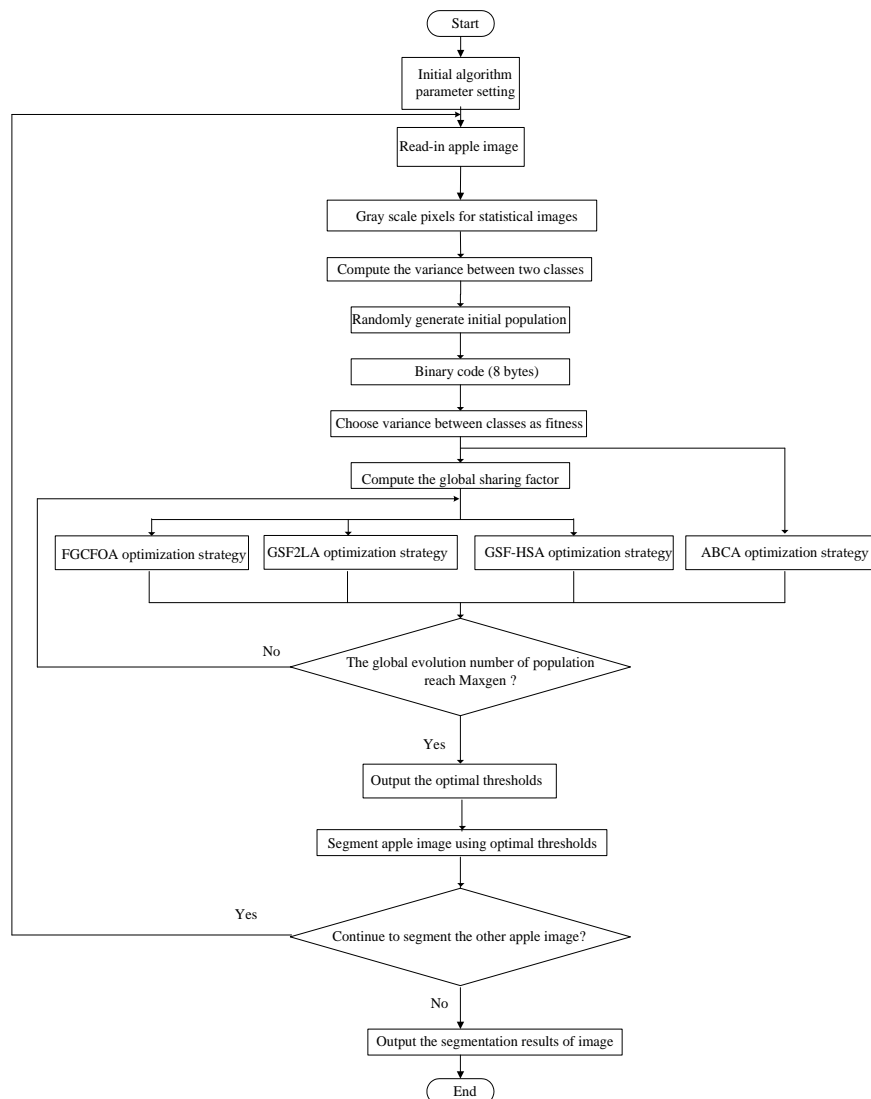 Start
Initial algorithm
parameter setting
Read-in apple image
Gray scale pixels for statistical images
Compute the variance between two classes
Randomly generate initial population
Binary code (8 bytes)
Choose variance between classes as fitness
Compute the global sharing factor
FGCFOA optimization strategy
GSF2LA optimization strategy
GSF-HSA optimization strategy
ABCA optimization strategy
No
The global evolution number of population
reach Maxgen ?
Yes
Output the optimal thresholds
Segment apple image using optimal thresholds
Yes
Continue to segment the other apple image?
No
Output the segmentation results of image
End